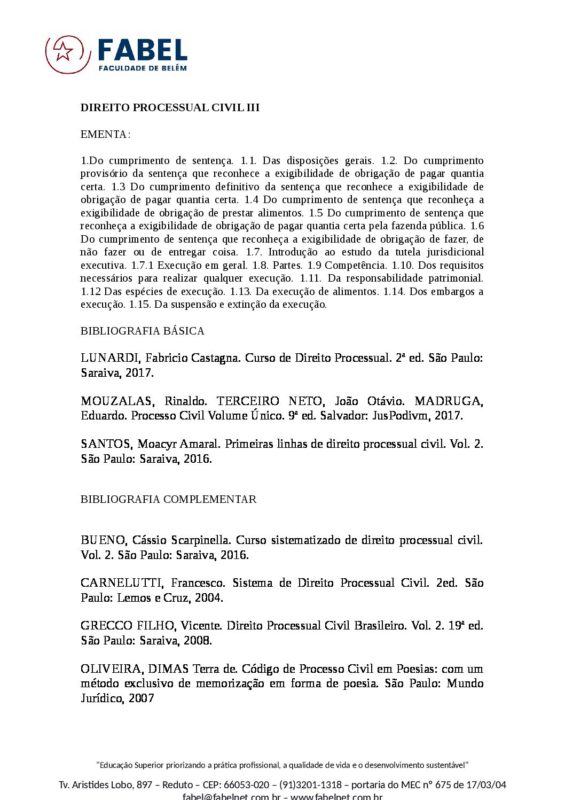 FABEL
FACULDADE DE BELÉM
DIREITO PROCESSUAL CIVIL III
EMENTA:
1.Do cumprimento de sentença. 1.1. Das disposições gerais. 1.2. Do cumprimento
provisório da sentença que reconhece a exigibilidade de obrigação de pagar quantia
certa. 1.3 Do cumprimento definitivo da sentença que reconhece a exigibilidade de
obrigação de pagar quantia certa. 1.4 Do cumprimento de sentença que reconheça a
exigibilidade de obrigação de prestar alimentos. 1.5 Do cumprimento de sentença que
reconheça a exigibilidade de obrigação de pagar quantia certa pela fazenda pública. 1.6
Do cumprimento de sentença que reconheça a exigibilidade de obrigação de fazer, de
não fazer ou de entregar coisa. 1.7. Introdução ao estudo da tutela jurisdicional
executiva. 1.7.1 Execução em geral. 1.8. Partes. 1.9 Competência. 1.10. Dos requisitos
necessários para realizar qualquer execução. 1.11. Da responsabilidade patrimonial.
1.12 Das espécies de execução. 1.13. Da execução de alimentos. 1.14. Dos embargos a
execução. 1.15. Da suspensão e extinção da execução.
BIBLIOGRAFIA BÁSICA
LUNARDI, Fabricio Castagna. Curso de Direito Processual. 2ª ed. São Paulo:
Saraiva, 2017.
MOUZALAS, Rinaldo. TERCEIRO NETO, João Otávio. MADRUGA,
Eduardo. Processo Civil Volume Único. 9ª ed. Salvador: JusPodivm, 2017.
SANTOS, Moacyr Amaral. Primeiras linhas de direito processual civil. Vol. 2.
São Paulo: Saraiva, 2016.
BIBLIOGRAFIA COMPLEMENTAR
BUENO, Cássio Scarpinella. Curso sistematizado de direito processual civil.
Vol. 2. São Paulo: Saraiva, 2016.
CARNELUTTI, Francesco. Sistema de Direito Processual Civil. 2ed. São
Paulo: Lemos e Cruz, 2004.
GRECCO FILHO, Vicente. Direito Processual Civil Brasileiro. Vol. 2. 19ª ed.
São Paulo: Saraiva, 2008.
OLIVEIRA, DIMAS Terra de. Código de Processo Civil em Poesias: com um
método exclusivo de memorização em forma de poesia. São Paulo: Mundo
Jurídico, 2007
"Educação Superior priorizando a prática profissional, a qualidade de vida e o desenvolvimento sustentável"
Tv. Aristides Lobo, 897 – Reduto – CEP: 66053-020 – (91)3201-1318 – portaria do MEC nº 675 de 17/03/04
fabel@fabelnet.com.br – www.fabelnet.com.br